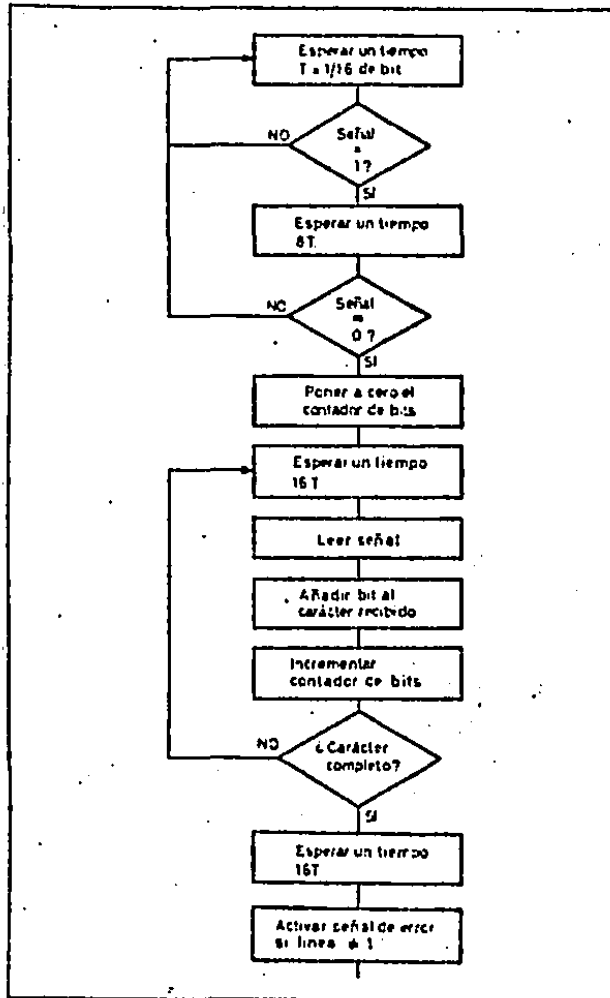 Esperar un tiempo
T = 1/16 de bit
Señal
=
1?
NO
SI
Esperar un tiempo
8T.
Señal
=
0?
NO
SI
Poner a cero el
contador de bits
Esperar un tiempo
16T
Leer señal
Añadir bit al
carácter recibido
Incrementar
contador de bits
¿Carácter
completo?
NO
SI
Esperar un tiempo
16T
Activar señal de error
si línea ≠ 1